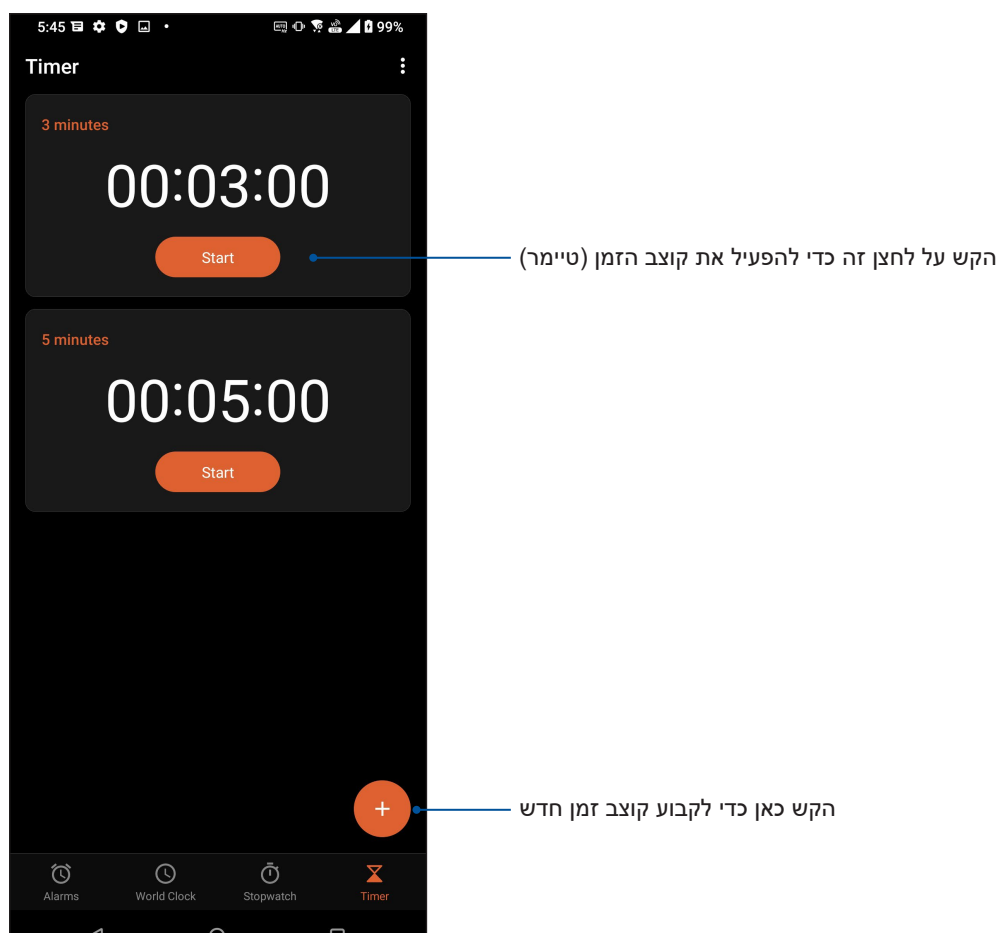 5:45 99%
Timer
3 minutes
00:03:00
Start
הקש על לחצן זה כדי להפעיל את קוצב הזמן (טיימר)
5 minutes
00:05:00
Start
+
הקש כאן כדי לקבוע קוצב זמן חדש
Alarms World Clock Stopwatch Timer